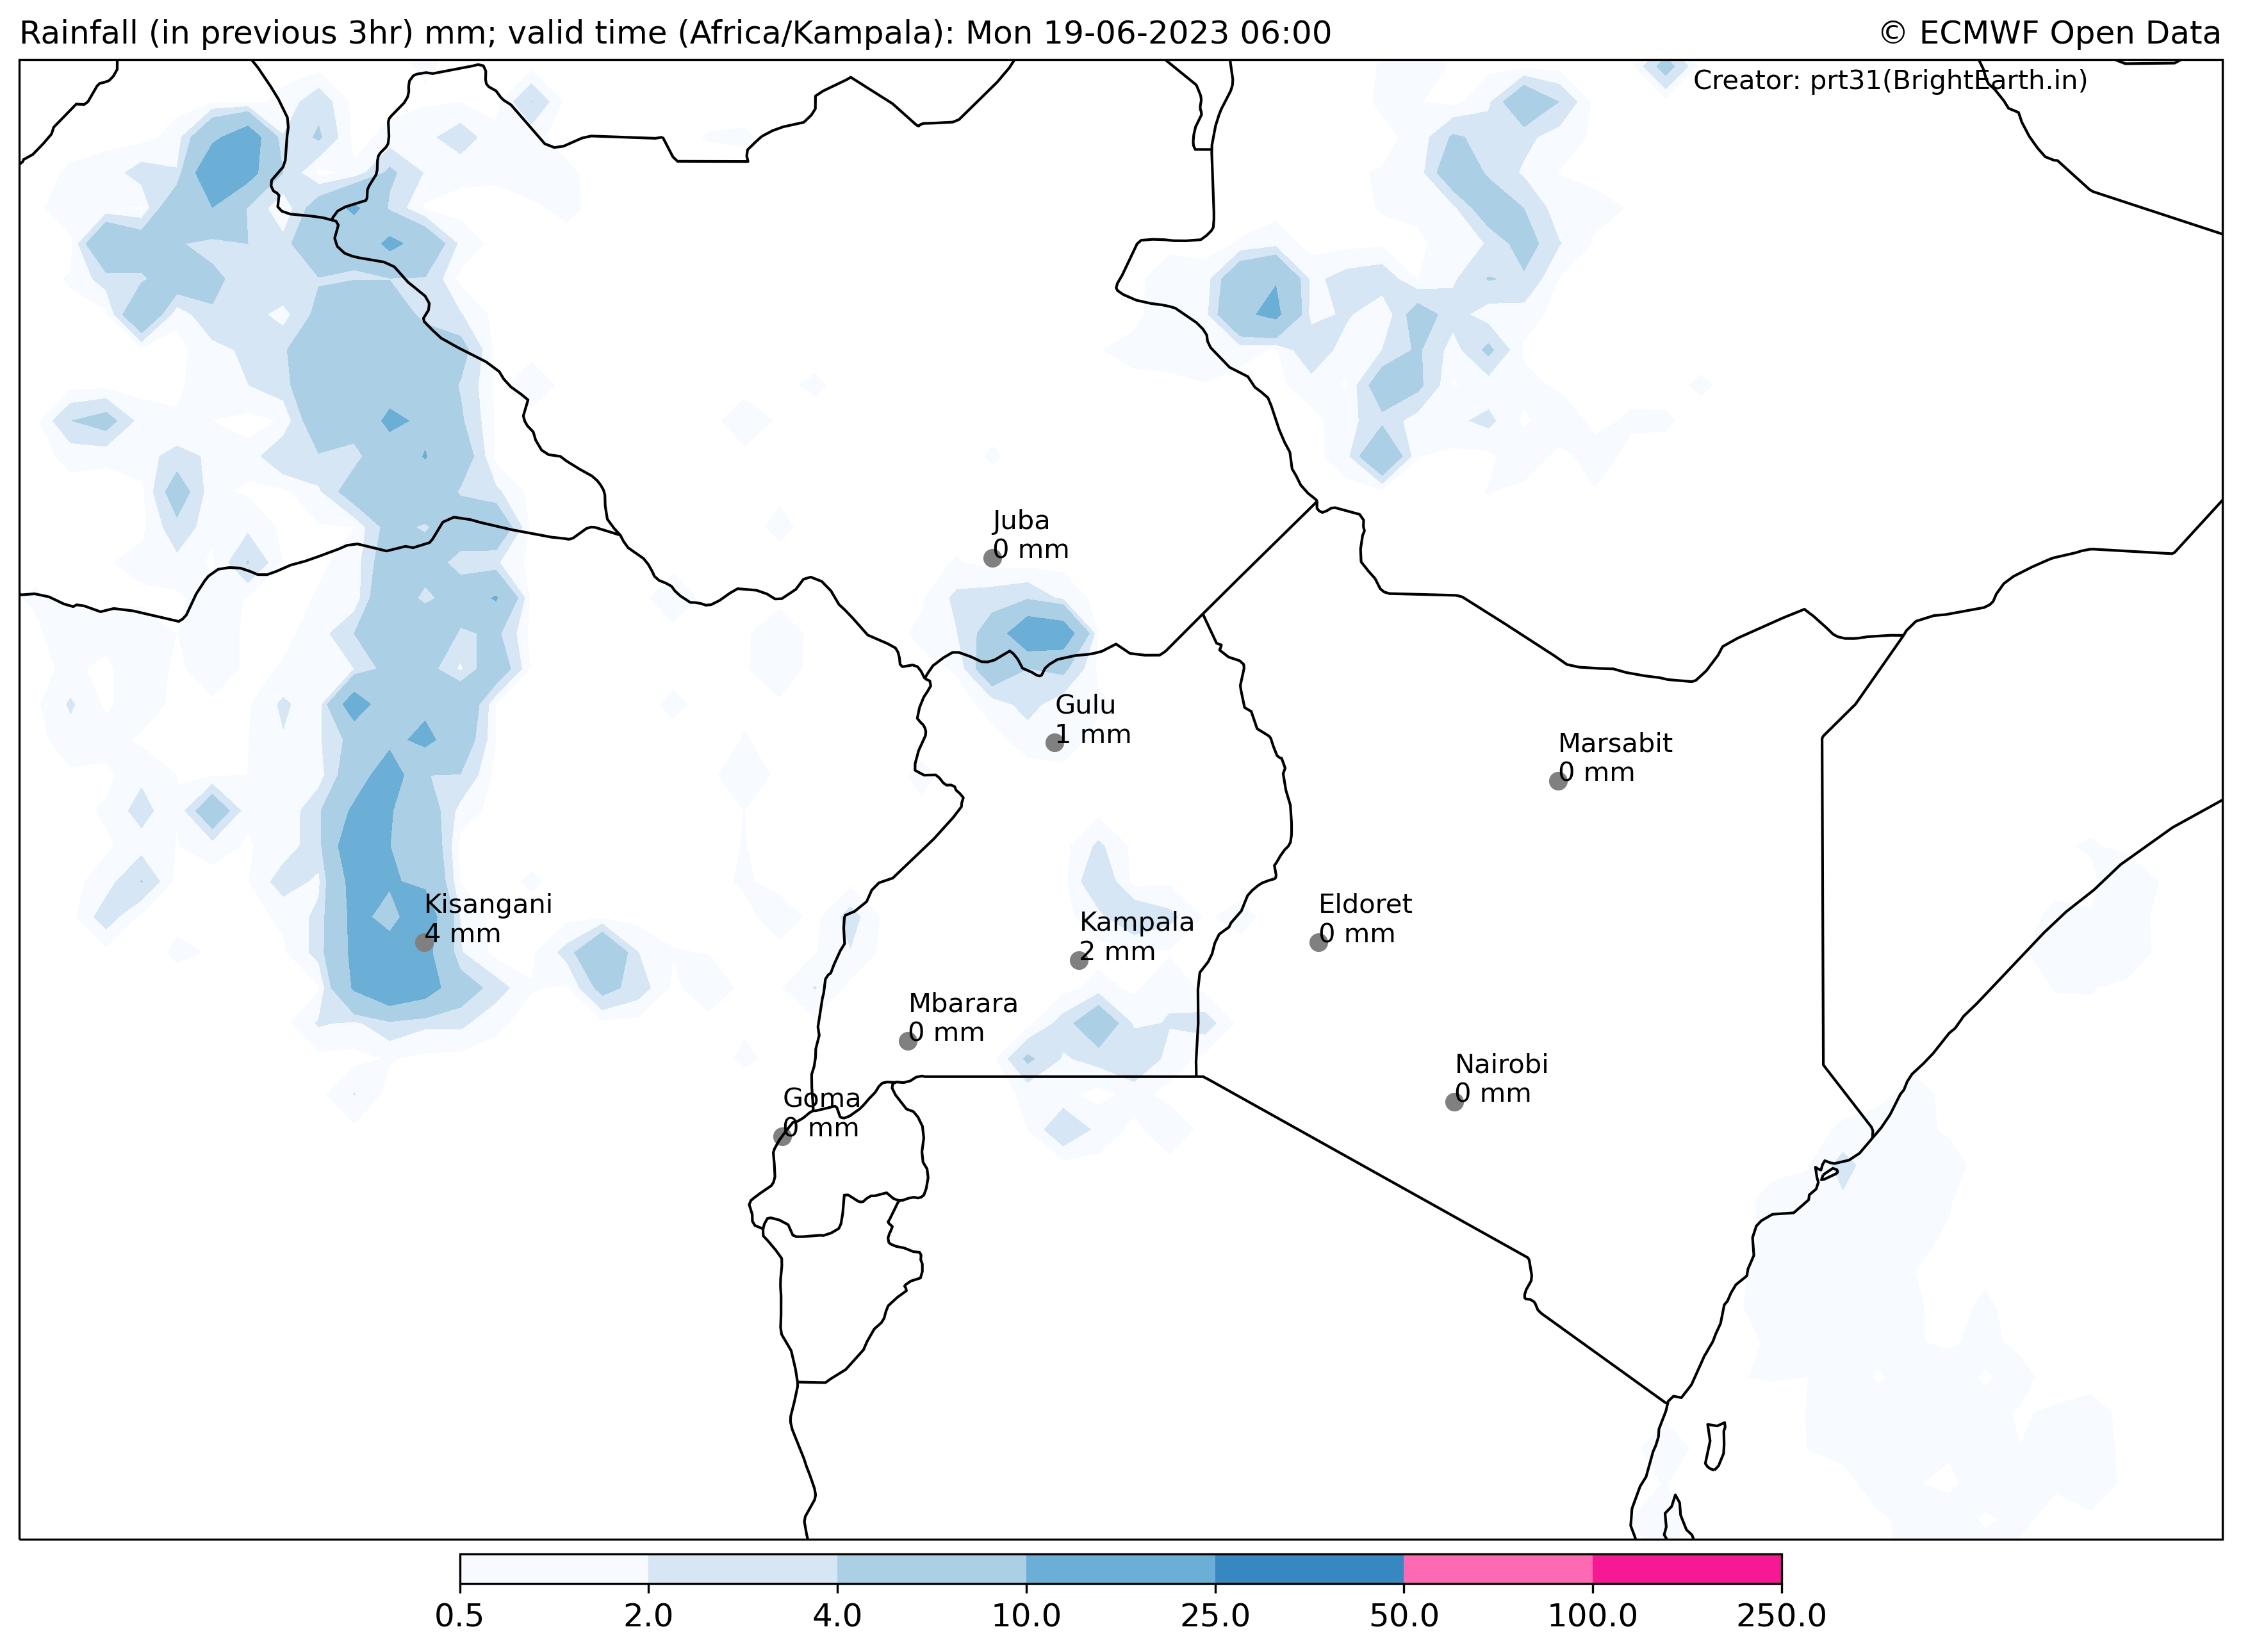 Rainfall (in previous 3hr) mm; valid time (Africa/Kampala): Mon 19-06-2023 06:00
© ECMWF Open Data
Creator: prt31(BrightEarth.in)
Juba
0 mm
Gulu
1 mm
Marsabit
0 mm
Kisangani
4 mm
Eldoret
0 mm
Kampala
2 mm
Mbarara
0 mm
Nairobi
0 mm
Goma
0 mm
0.5 2.0 4.0 10.0 25.0 50.0 100.0 250.0